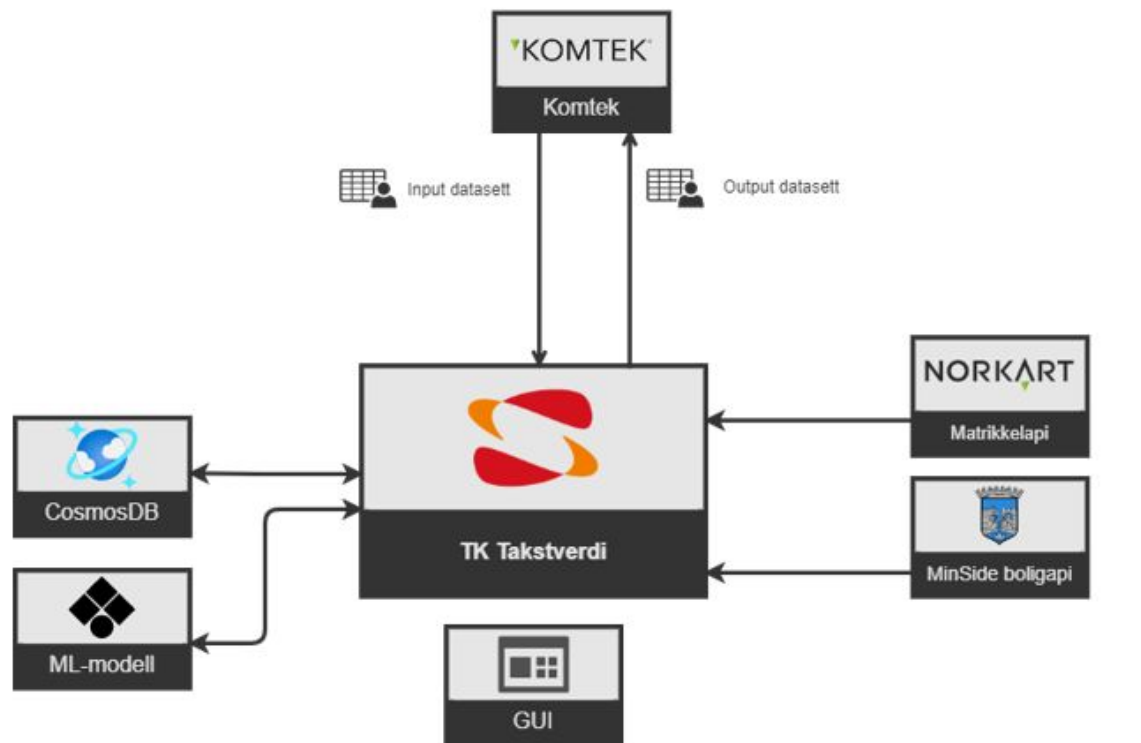 KOMTEK
Komtek
Input datasett
Output datasett
NORKART
Matrikkelapi
CosmosDB
TK Takstverdi
MinSide boligapi
ML-modell
GUI